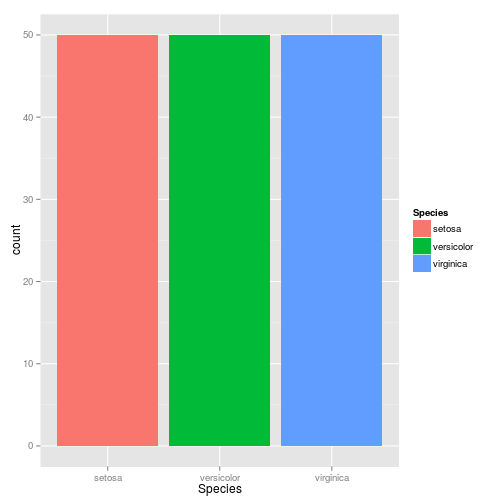 count
50
40
30
20
10
0
setosa versicolor virginica
Species
Species
setosa
versicolor
virginica